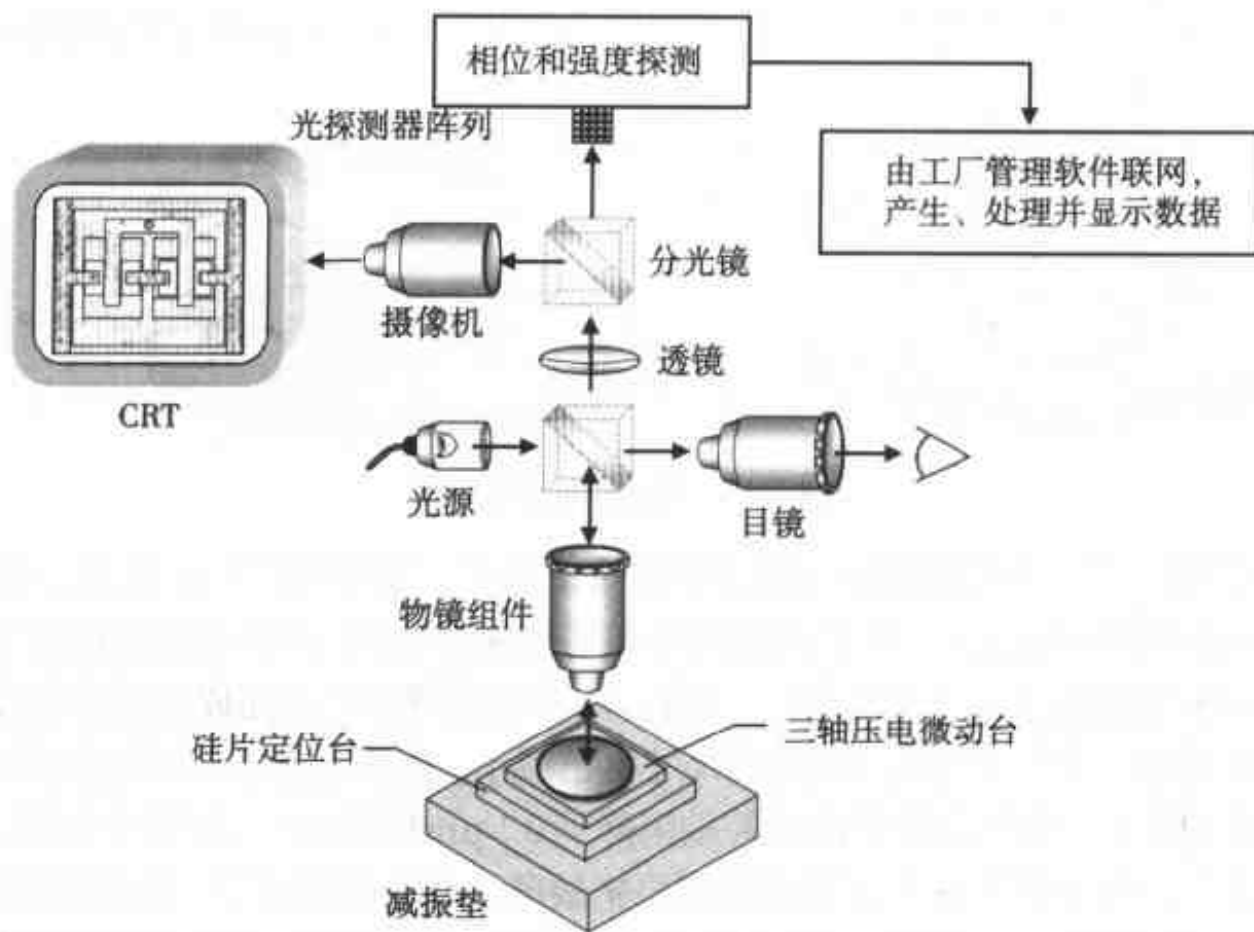 相位和强度探测
光探测器阵列
由工厂管理软件联网，
产生、处理并显示数据
分光镜
摄像机
透镜
CRT
光源
目镜
物镜组件
硅片定位台
三轴压电微动台
减振垫